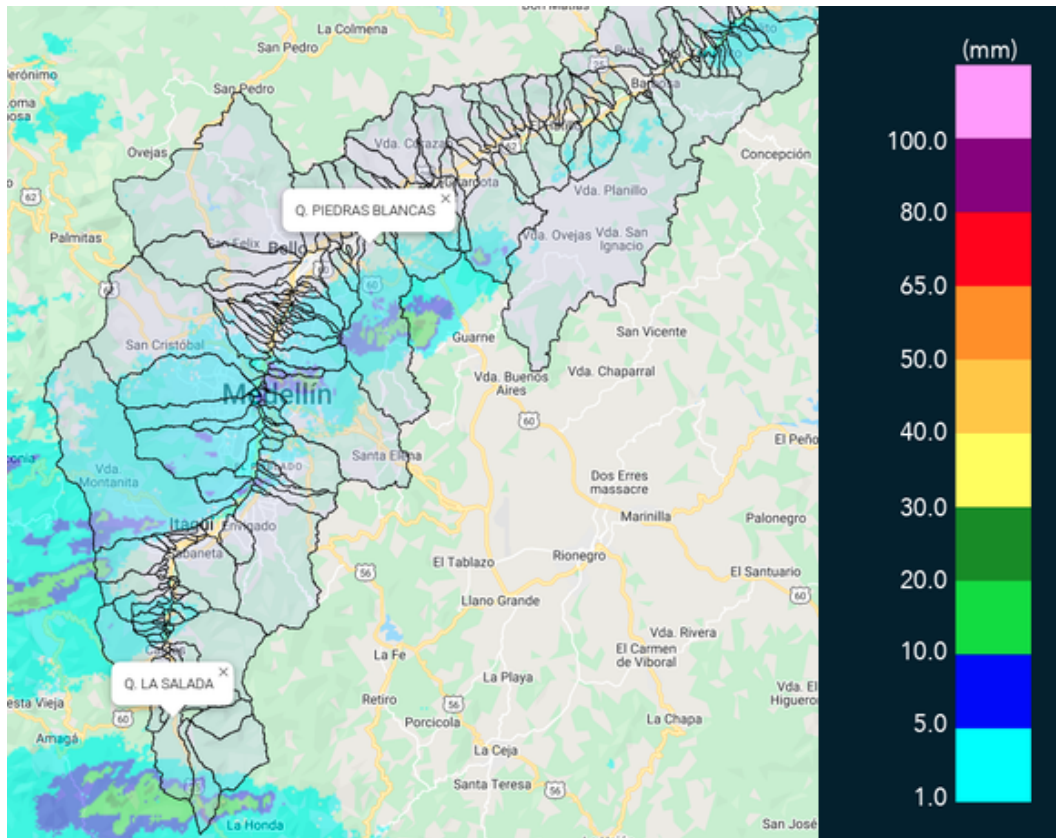 Don Matías
La Colmena
San Pedro
25
Barbosa
San Pedro
Ovejas
Vda. Corazal
62
Girardota
Concepción
62
Vda. Planillo
Q. PIEDRAS BLANCAS
×
Palmitas
San Felix
Bello
Vda. Ovejas
Vda. San
Ignacio
60
San Cristóbal
Guarne
San Vicente
Medellín
Vda. Buenos
Aires
Vda. Chaparral
60
Santa Elena
El Peño
Vda.
Montanita
Dos Erres
massacre
Marinilla
Palonegro
Itagüí
Envigado
Sabaneta
El Tablazo
Rionegro
56
El Santuario
60
Llano Grande
La Fe
Vda. Rivera
El Carmen
de Viboral
Q. LA SALADA
×
La Playa
esta Vieja
60
Retiro
56
Porcicola
Vda. El
Higuero
Amagá
La Chapa
La Ceja
Santa Teresa
56
25
La Honda
San José
(mm)
100.0
80.0
65.0
50.0
40.0
30.0
20.0
10.0
5.0
1.0